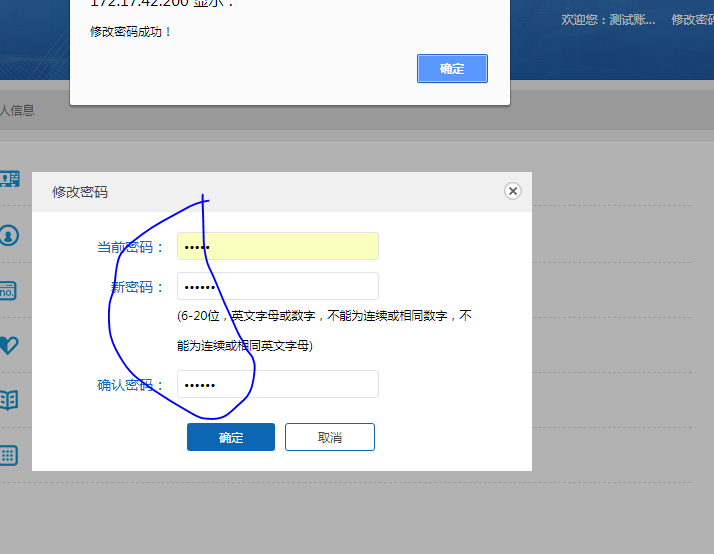 172.17.42.200 显示：
修改密码成功！
确定
欢迎您：测试账... 修改密码
人信息
修改密码
当前密码： •••••
新密码： ••••••
(6-20位，英文字母或数字，不能为连续或相同数字，不
能为连续或相同英文字母)
确认密码： ••••••
确定 取消
no.